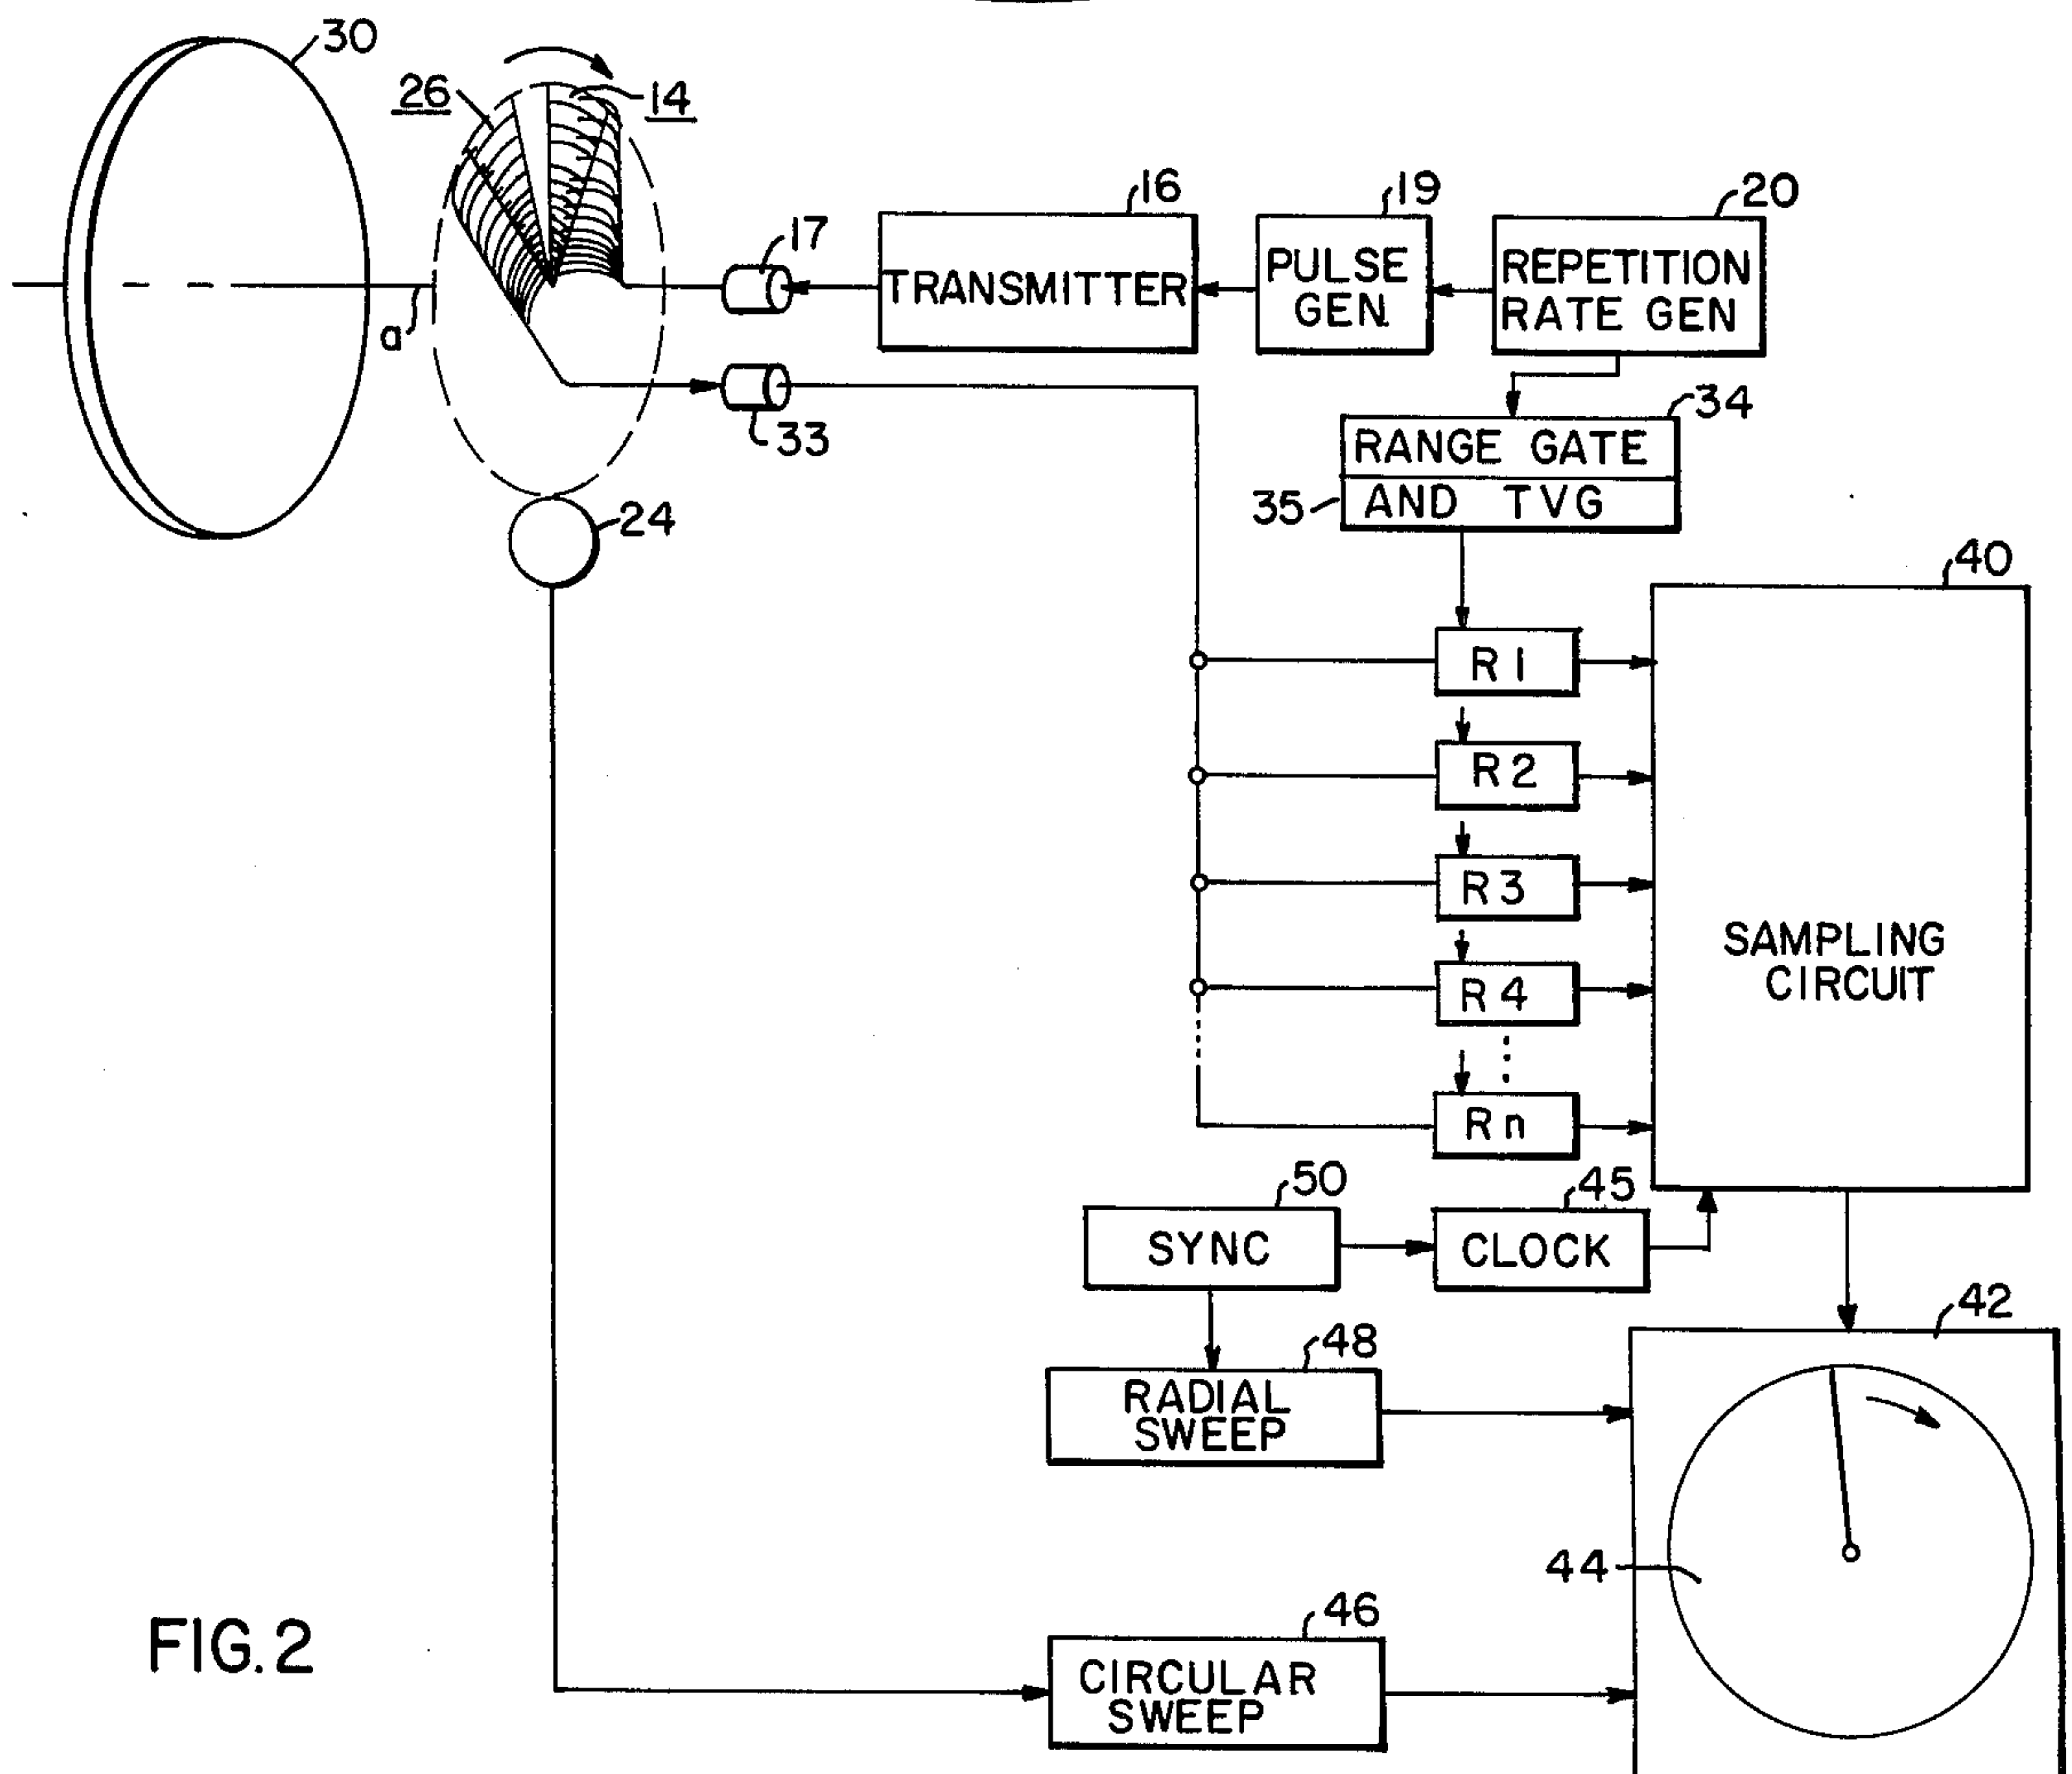 30
26
14
17
16
19
20
TRANSMITTER
PULSE
GEN.
REPETITION
RATE GEN
a
33
34
RANGE GATE
35
AND TVG
24
40
R1
R2
R3
R4
Rn
SAMPLING
CIRCUIT
50
45
SYNC
CLOCK
42
48
RADIAL
SWEEP
44
46
CIRCULAR
SWEEP
FIG. 2